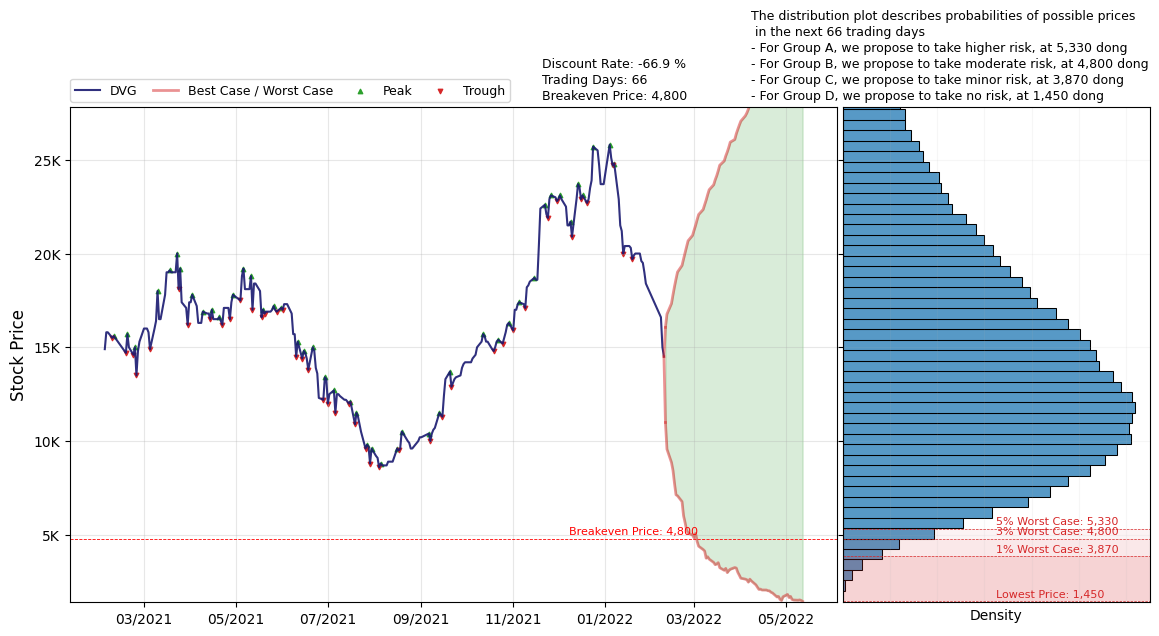 The distribution plot describes probabilities of possible prices
in the next 66 trading days
- For Group A, we propose to take higher risk, at 5,330 dong
- For Group B, we propose to take moderate risk, at 4,800 dong
- For Group C, we propose to take minor risk, at 3,870 dong
- For Group D, we propose to take no risk, at 1,450 dong
Discount Rate: -66.9 %
Trading Days: 66
Breakeven Price: 4,800
DVG Best Case / Worst Case Peak Trough
Stock Price
25K
20K
15K
10K
5K
Breakeven Price: 4,800
5% Worst Case: 5,330
3% Worst Case: 4,800
1% Worst Case: 3,870
Lowest Price: 1,450
03/2021 05/2021 07/2021 09/2021 11/2021 01/2022 03/2022 05/2022
Density